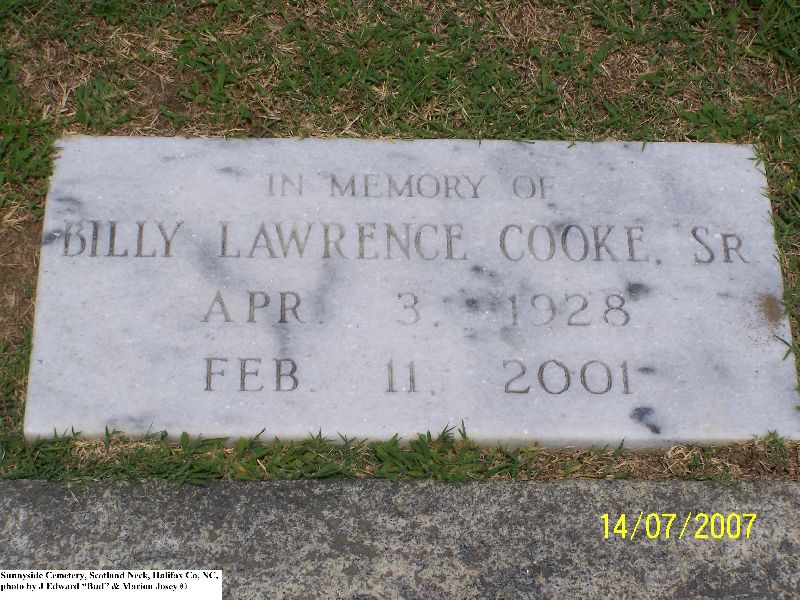 IN MEMORY OF
BILLY LAWRENCE COOKE, SR
APR 3, 1928
FEB 11 2001
14/07/2007
Sunnyside Cemetery, Scotland Neck, Halifax Co, NC,
photo by J Edward "Bud" & Marion Josey ©